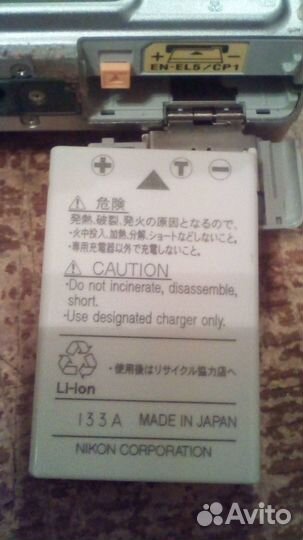 EN-EL5/CP1
T
⚠ 危険
発熱、破裂、発火の原因となるので、
・火中投入、加熱、分解、ショートなどしないこと。
・専用充電器以外で充電しないこと。
⚠ CAUTION
・Do not incinerate, disassemble,
short.
・Use designated charger only.
・使用後はリサイクル協力店へ
Li-ion
133A MADE IN JAPAN
NIKON CORPORATION
Avito